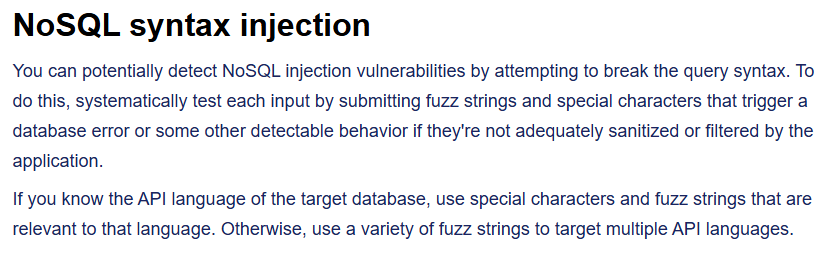 NoSQL syntax injection
You can potentially detect NoSQL injection vulnerabilities by attempting to break the query syntax. To
do this, systematically test each input by submitting fuzz strings and special characters that trigger a
database error or some other detectable behavior if they're not adequately sanitized or filtered by the
application.
If you know the API language of the target database, use special characters and fuzz strings that are
relevant to that language. Otherwise, use a variety of fuzz strings to target multiple API languages.